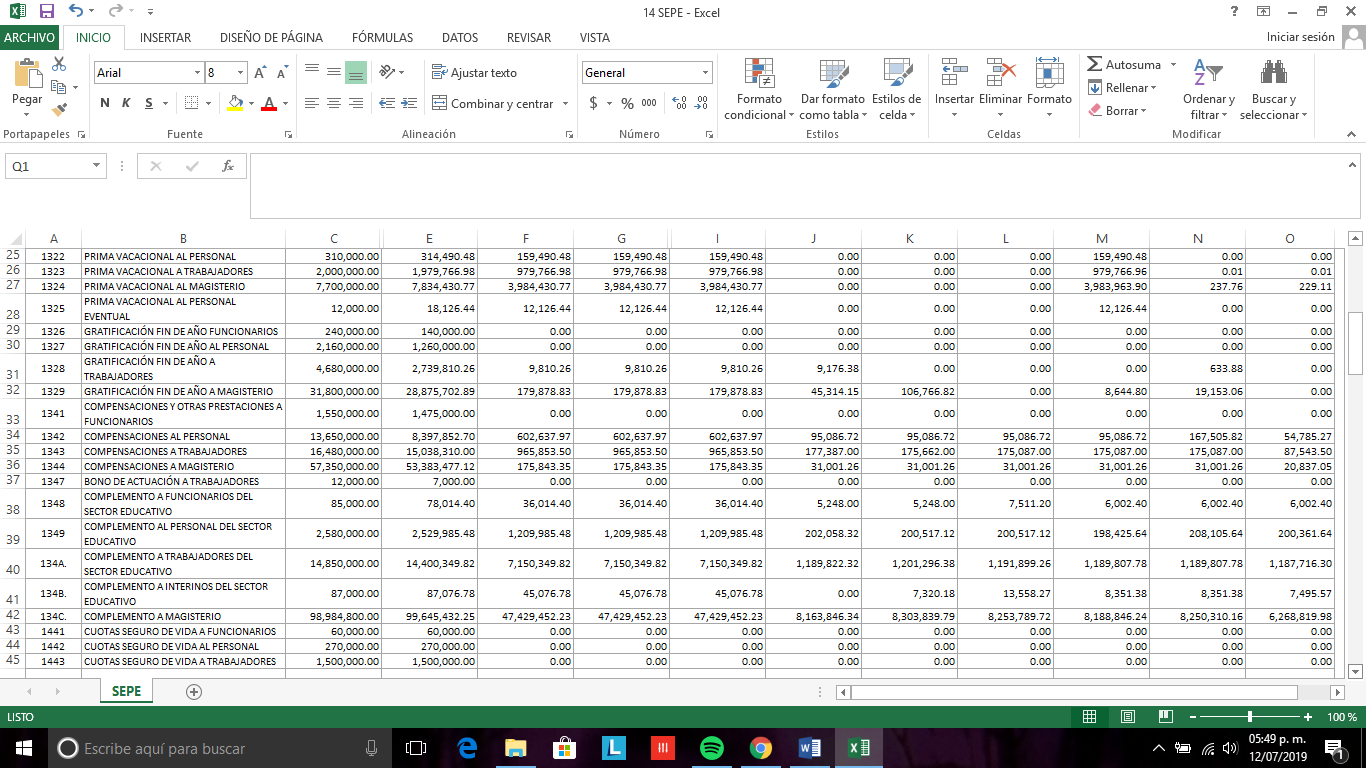 14 SEPE - Excel
ARCHIVO INICIO INSERTAR DISEÑO DE PÁGINA FÓRMULAS DATOS REVISAR VISTA Iniciar sesión
Pegar
Arial 8
N K S
Ajustar texto
Combinar y centrar
General
$ % 000
Formato condicional
Dar formato como tabla
Estilos de celda
Insertar Eliminar Formato
Autosuma
Rellenar
Borrar
Ordenar y filtrar
Buscar y seleccionar
Portapapeles Fuente Alineación Número Estilos Celdas Modificar
Q1 fx
A B C E F G I J K L M N O
25 1322 PRIMA VACACIONAL AL PERSONAL 310,000.00 314,490.48 159,490.48 159,490.48 159,490.48 0.00 0.00 0.00 159,490.48 0.00 0.00
26 1323 PRIMA VACACIONAL A TRABAJADORES 2,000,000.00 1,979,766.98 979,766.98 979,766.98 979,766.98 0.00 0.00 0.00 979,766.96 0.01 0.01
27 1324 PRIMA VACACIONAL AL MAGISTERIO 7,700,000.00 7,834,430.77 3,984,430.77 3,984,430.77 3,984,430.77 0.00 0.00 0.00 3,983,963.90 237.76 229.11
28 1325 PRIMA VACACIONAL AL PERSONAL EVENTUAL 12,000.00 18,126.44 12,126.44 12,126.44 12,126.44 0.00 0.00 0.00 12,126.44 0.00 0.00
29 1326 GRATIFICACIÓN FIN DE AÑO FUNCIONARIOS 240,000.00 140,000.00 0.00 0.00 0.00 0.00 0.00 0.00 0.00 0.00 0.00
30 1327 GRATIFICACIÓN FIN DE AÑO AL PERSONAL 2,160,000.00 1,260,000.00 0.00 0.00 0.00 0.00 0.00 0.00 0.00 0.00 0.00
31 1328 GRATIFICACIÓN FIN DE AÑO A TRABAJADORES 4,680,000.00 2,739,810.26 9,810.26 9,810.26 9,810.26 9,176.38 0.00 0.00 0.00 633.88 0.00
32 1329 GRATIFICACIÓN FIN DE AÑO A MAGISTERIO 31,800,000.00 28,875,702.89 179,878.83 179,878.83 179,878.83 45,314.15 106,766.82 0.00 8,644.80 19,153.06 0.00
33 1341 COMPENSACIONES Y OTRAS PRESTACIONES A FUNCIONARIOS 1,550,000.00 1,475,000.00 0.00 0.00 0.00 0.00 0.00 0.00 0.00 0.00 0.00
34 1342 COMPENSACIONES AL PERSONAL 13,650,000.00 8,397,852.70 602,637.97 602,637.97 602,637.97 95,086.72 95,086.72 95,086.72 95,086.72 167,505.82 54,785.27
35 1343 COMPENSACIONES A TRABAJADORES 16,480,000.00 15,038,310.00 965,853.50 965,853.50 965,853.50 177,387.00 175,662.00 175,087.00 175,087.00 175,087.00 87,543.50
36 1344 COMPENSACIONES A MAGISTERIO 57,350,000.00 53,383,477.12 175,843.35 175,843.35 175,843.35 31,001.26 31,001.26 31,001.26 31,001.26 31,001.26 20,837.05
37 1347 BONO DE ACTUACIÓN A TRABAJADORES 12,000.00 7,000.00 0.00 0.00 0.00 0.00 0.00 0.00 0.00 0.00 0.00
38 1348 COMPLEMENTO A FUNCIONARIOS DEL SECTOR EDUCATIVO 85,000.00 78,014.40 36,014.40 36,014.40 36,014.40 5,248.00 5,248.00 7,511.20 6,002.40 6,002.40 6,002.40
39 1349 COMPLEMENTO AL PERSONAL DEL SECTOR EDUCATIVO 2,580,000.00 2,529,985.48 1,209,985.48 1,209,985.48 1,209,985.48 202,058.32 200,517.12 200,517.12 198,425.64 208,105.64 200,361.64
40 134A. COMPLEMENTO A TRABAJADORES DEL SECTOR EDUCATIVO 14,850,000.00 14,400,349.82 7,150,349.82 7,150,349.82 7,150,349.82 1,189,822.32 1,201,296.38 1,191,899.26 1,189,807.78 1,189,807.78 1,187,716.30
41 134B. COMPLEMENTO A INTERINOS DEL SECTOR EDUCATIVO 87,000.00 87,076.78 45,076.78 45,076.78 45,076.78 0.00 7,320.18 13,558.27 8,351.38 8,351.38 7,495.57
42 134C. COMPLEMENTO A MAGISTERIO 98,984,800.00 99,645,432.25 47,429,452.23 47,429,452.23 47,429,452.23 8,163,846.34 8,303,839.79 8,253,789.72 8,188,846.24 8,250,310.16 6,268,819.98
43 1441 CUOTAS SEGURO DE VIDA A FUNCIONARIOS 60,000.00 60,000.00 0.00 0.00 0.00 0.00 0.00 0.00 0.00 0.00 0.00
44 1442 CUOTAS SEGURO DE VIDA AL PERSONAL 270,000.00 270,000.00 0.00 0.00 0.00 0.00 0.00 0.00 0.00 0.00 0.00
45 1443 CUOTAS SEGURO DE VIDA A TRABAJADORES 1,500,000.00 1,500,000.00 0.00 0.00 0.00 0.00 0.00 0.00 0.00 0.00 0.00
SEPE
LISTO 100 %
Escribe aquí para buscar
05:49 p. m.
12/07/2019
1